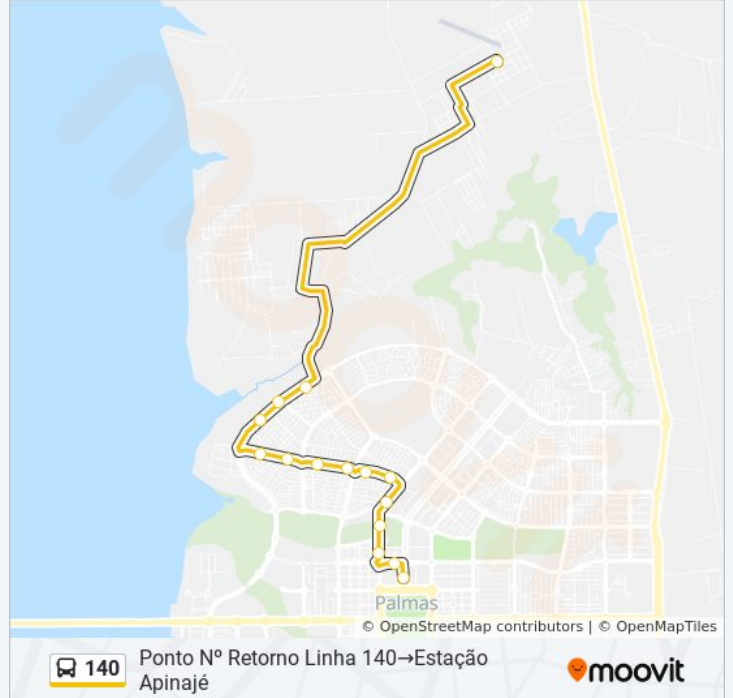 Palmas
© OpenStreetMap contributors | © OpenMapTiles
140
Ponto Nº Retorno Linha 140→Estação
Apinajé
moovit